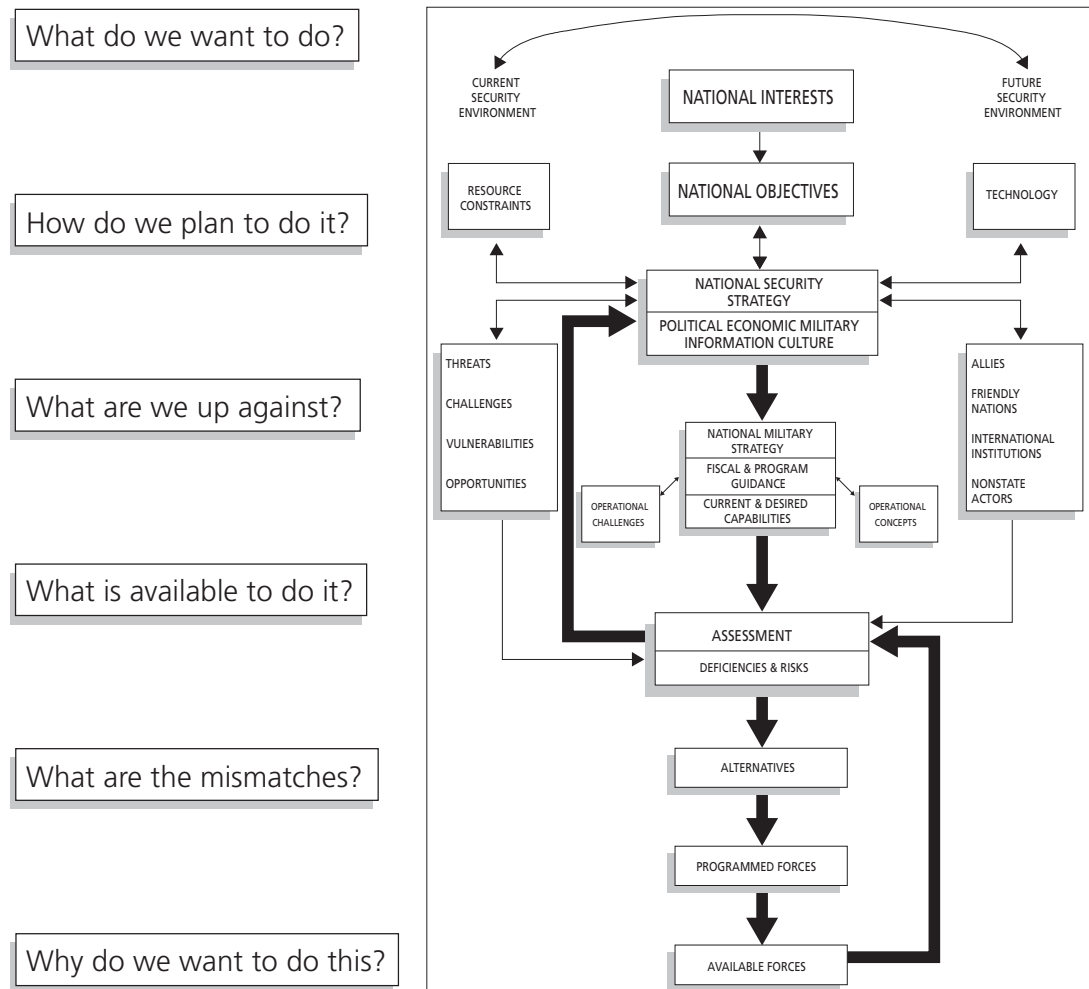 What do we want to do?
How do we plan to do it?
What are we up against?
What is available to do it?
What are the mismatches?
Why do we want to do this?
CURRENT
SECURITY
ENVIRONMENT
NATIONAL INTERESTS
FUTURE
SECURITY
ENVIRONMENT
RESOURCE
CONSTRAINTS
NATIONAL OBJECTIVES
TECHNOLOGY
NATIONAL SECURITY
STRATEGY
POLITICAL ECONOMIC MILITARY
INFORMATION CULTURE
THREATS
CHALLENGES
VULNERABILITIES
OPPORTUNITIES
ALLIES
FRIENDLY
NATIONS
INTERNATIONAL
INSTITUTIONS
NONSTATE
ACTORS
NATIONAL MILITARY
STRATEGY
FISCAL & PROGRAM
GUIDANCE
CURRENT & DESIRED
CAPABILITIES
OPERATIONAL
CHALLENGES
OPERATIONAL
CONCEPTS
ASSESSMENT
DEFICIENCIES & RISKS
ALTERNATIVES
PROGRAMMED FORCES
AVAILABLE FORCES